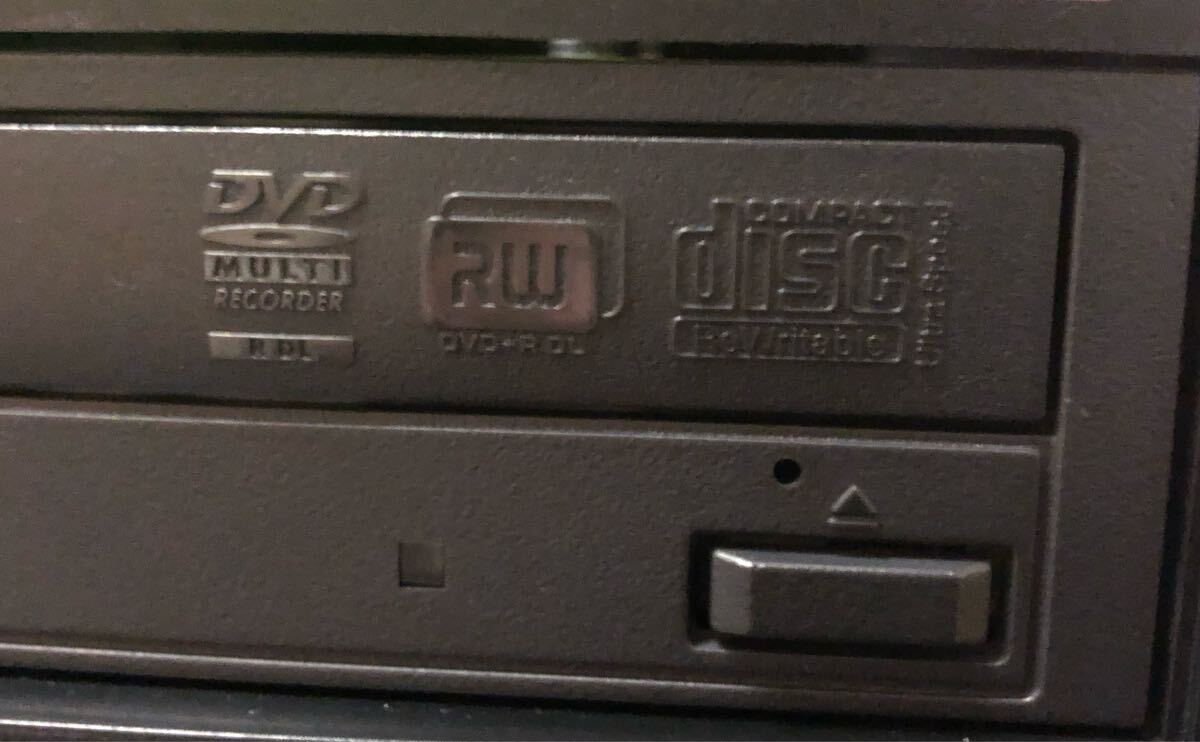 DVD
MULTI
RECORDER
R DL
RW
DVD+R DL
COMPACT
disc
ReWritable
Ultra Speed